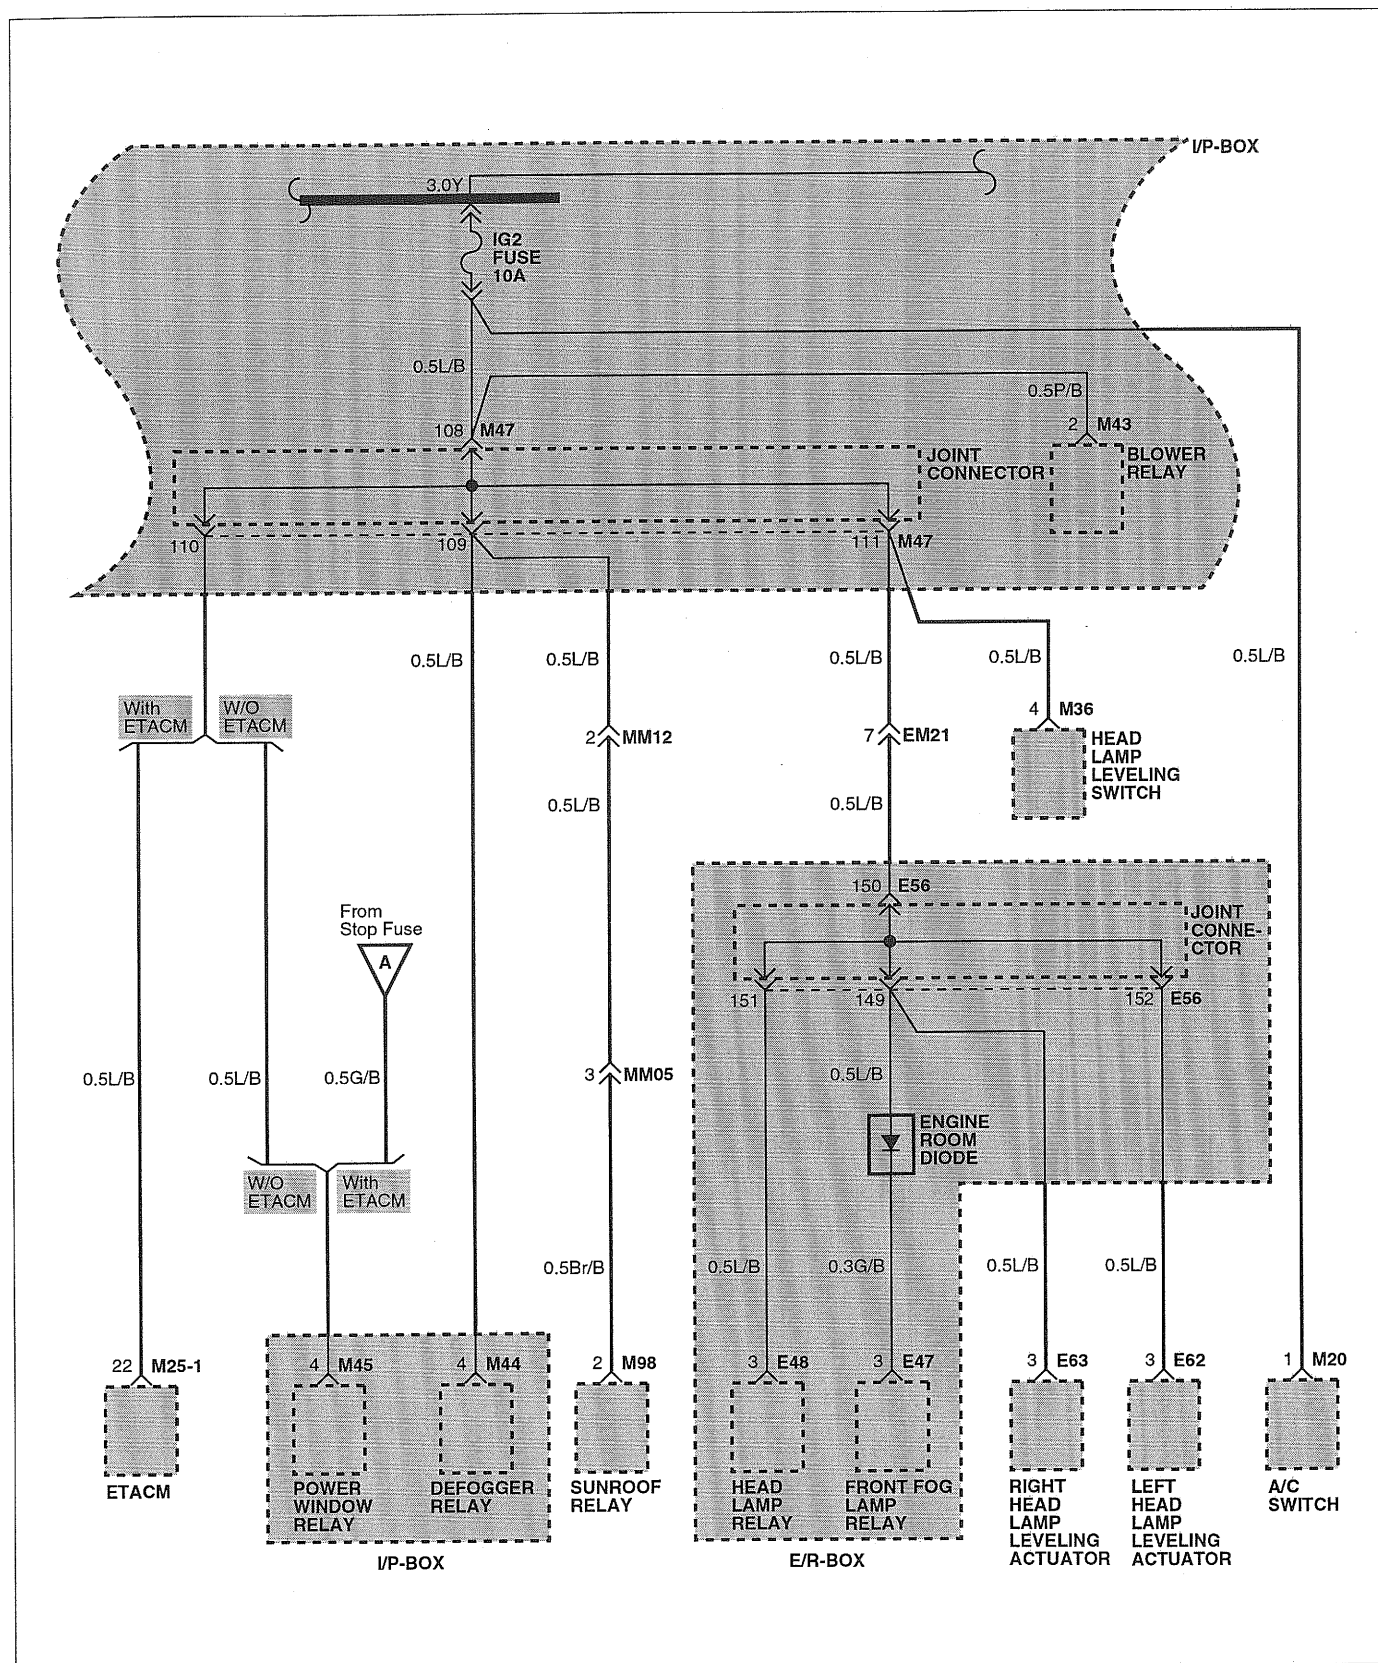 I/P-BOX
3.0Y
IG2
FUSE
10A
0.5L/B
0.5P/B
108 M47
2 M43
JOINT
CONNECTOR
BLOWER
RELAY
110
109
111 M47
0.5L/B
0.5L/B
0.5L/B
0.5L/B
0.5L/B
With
ETACM
W/O
ETACM
2 MM12
7 EM21
4 M36
HEAD
LAMP
LEVELING
SWITCH
0.5L/B
0.5L/B
150 E56
JOINT
CONNE-
CTOR
From
Stop Fuse
A
151
149
152 E56
0.5L/B
0.5L/B
0.5G/B
3 MM05
0.5L/B
ENGINE
ROOM
DIODE
W/O
ETACM
With
ETACM
0.5Br/B
0.5L/B
0.3G/B
0.5L/B
0.5L/B
22 M25-1
4 M45
4 M44
2 M98
3 E48
3 E47
3 E63
3 E62
1 M20
ETACM
POWER
WINDOW
RELAY
DEFOGGER
RELAY
SUNROOF
RELAY
HEAD
LAMP
RELAY
FRONT FOG
LAMP
RELAY
RIGHT
HEAD
LAMP
LEVELING
ACTUATOR
LEFT
HEAD
LAMP
LEVELING
ACTUATOR
A/C
SWITCH
I/P-BOX
E/R-BOX